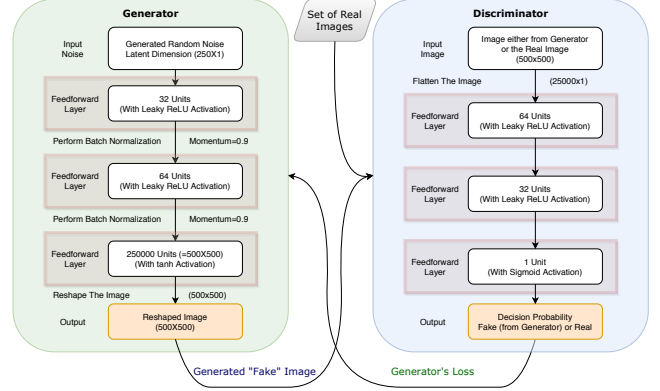 Generator
Input
Noise
Generated Random Noise
Latent Dimension (250X1)
Feedforward
Layer
32 Units
(With Leaky ReLU Activation)
Perform Batch Normalization Momentum=0.9
Feedforward
Layer
64 Units
(With Leaky ReLU Activation)
Perform Batch Normalization Momentum=0.9
Feedforward
Layer
250000 Units (=500X500)
(With tanh Activation)
Reshape The Image (500x500)
Output
Reshaped Image
(500X500)
Generated "Fake" Image
Set of Real
Images
Discriminator
Input
Image
Image either from Generator
or the Real Image
(500x500)
Flatten The Image (25000x1)
Feedforward
Layer
64 Units
(With Leaky ReLU Activation)
Feedforward
Layer
32 Units
(With Leaky ReLU Activation)
Feedforward
Layer
1 Unit
(With Sigmoid Activation)
Output
Decision Probability
Fake (from Generator) or Real
Generator's Loss